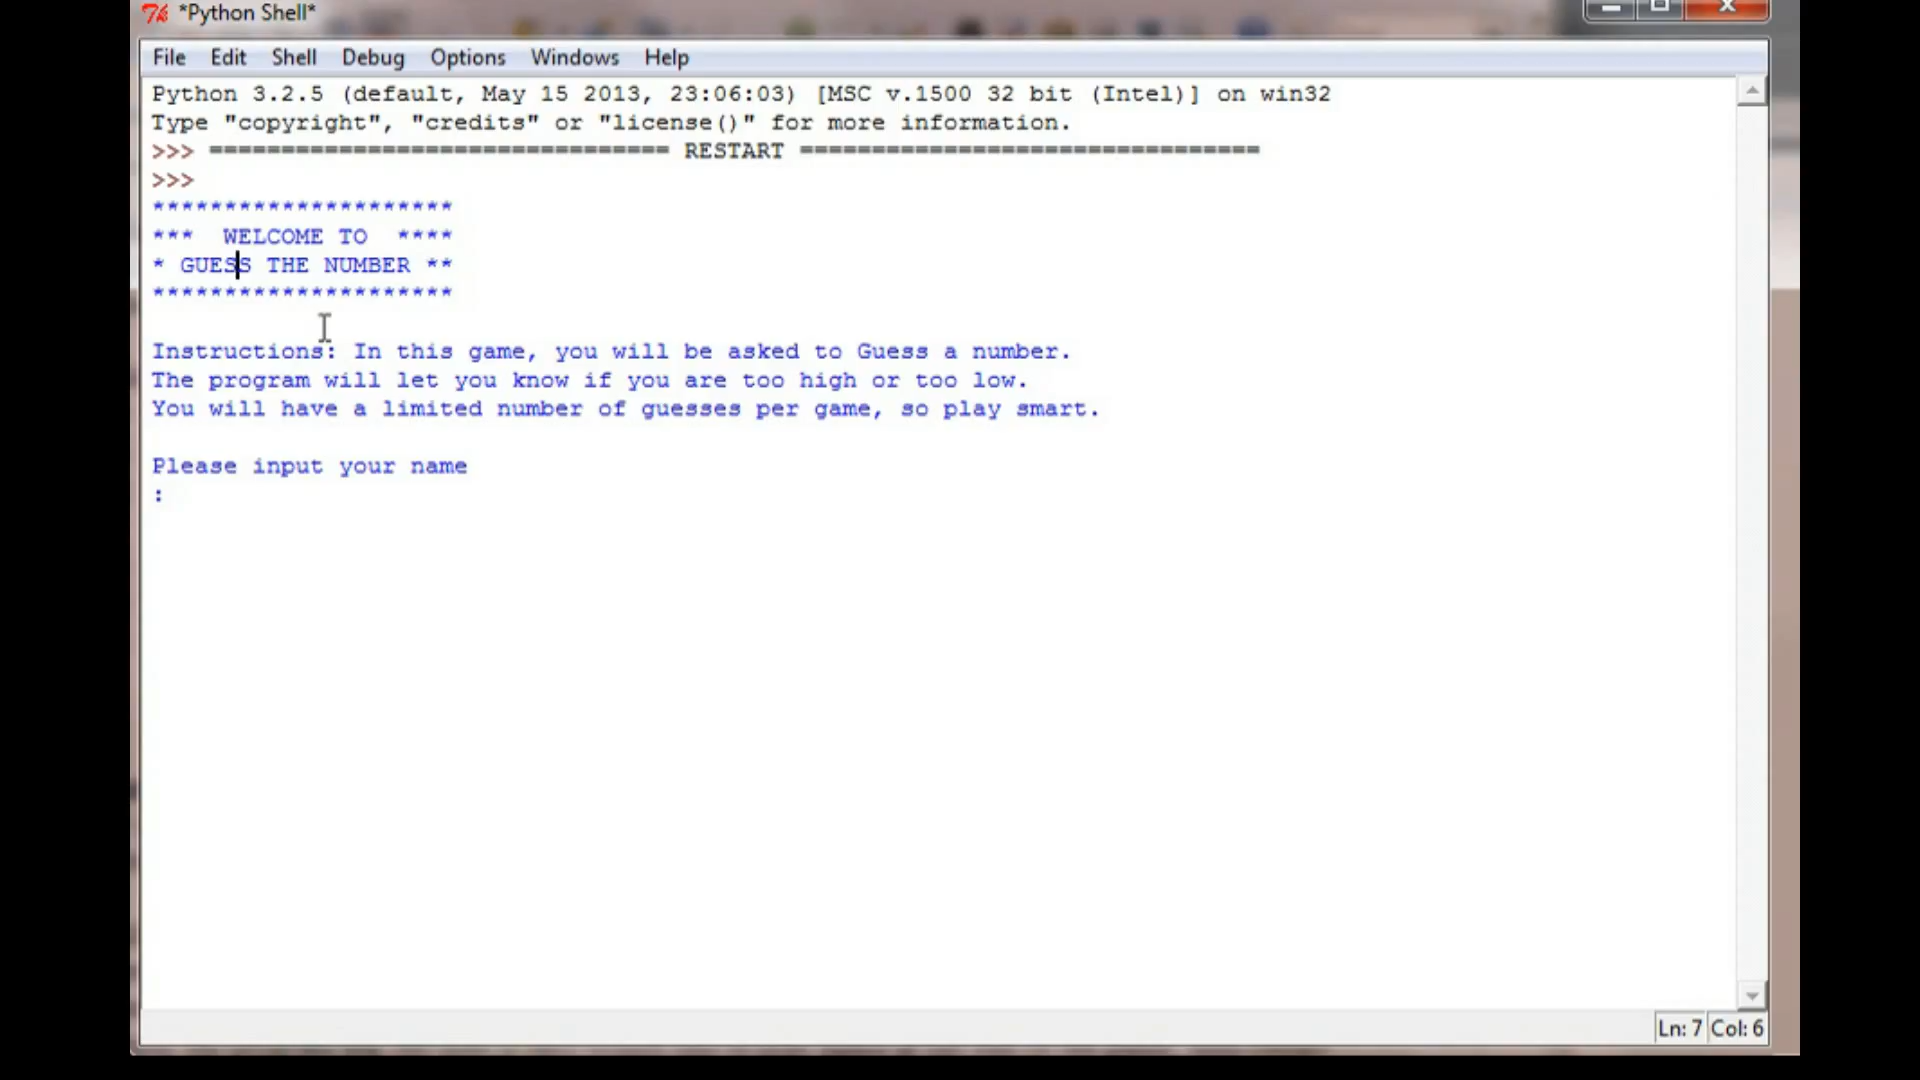 *Python Shell*
File Edit Shell Debug Options Windows Help
Python 3.2.5 (default, May 15 2013, 23:06:03) [MSC v.1500 32 bit (Intel)] on win32
Type "copyright", "credits" or "license()" for more information.
>>> ================================ RESTART ================================
>>>
*********************
***  WELCOME TO  ****
* GUESS THE NUMBER **
*********************
Instructions: In this game, you will be asked to Guess a number.
The program will let you know if you are too high or too low.
You will have a limited number of guesses per game, so play smart.
Please input your name
:
Ln: 7 Col: 6